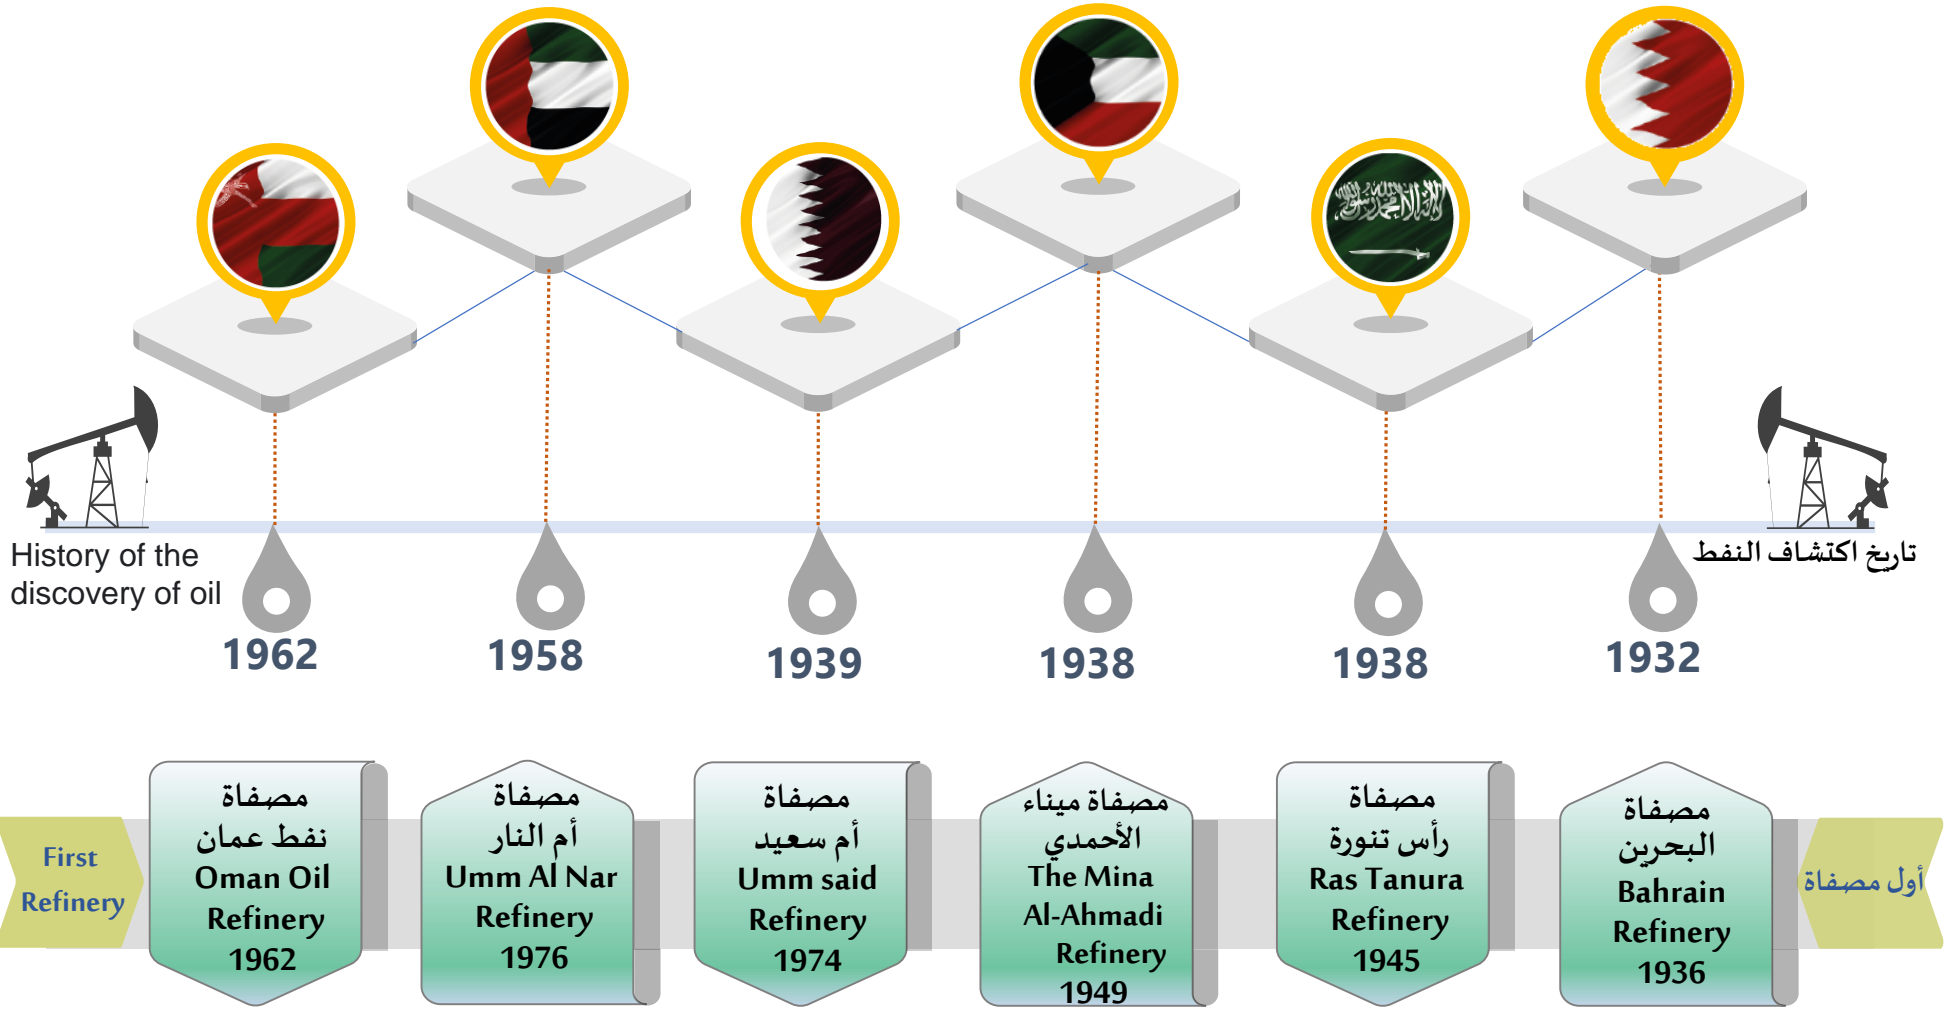 History of the
discovery of oil
تاريخ اكتشاف النفط
1962
1958
1939
1938
1938
1932
First
Refinery
مصفاة
نفط عمان
Oman Oil
Refinery
1962
مصفاة
أم النار
Umm Al Nar
Refinery
1976
مصفاة
أم سعيد
Umm said
Refinery
1974
مصفاة ميناء
الأحمدي
The Mina
Al-Ahmadi
Refinery
1949
مصفاة
رأس تنورة
Ras Tanura
Refinery
1945
مصفاة
البحرين
Bahrain
Refinery
1936
أول مصفاة